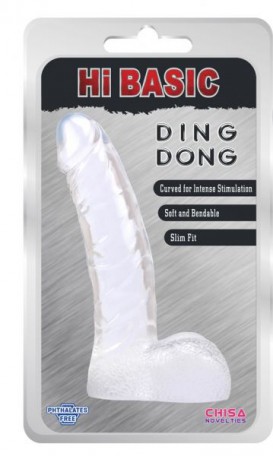 Hi BASIC
DING
DONG
Curved for Intense Stimulation
Soft and Bendable
Slim Fit
PHTHALATES
FREE
CHISA
NOVELTIES